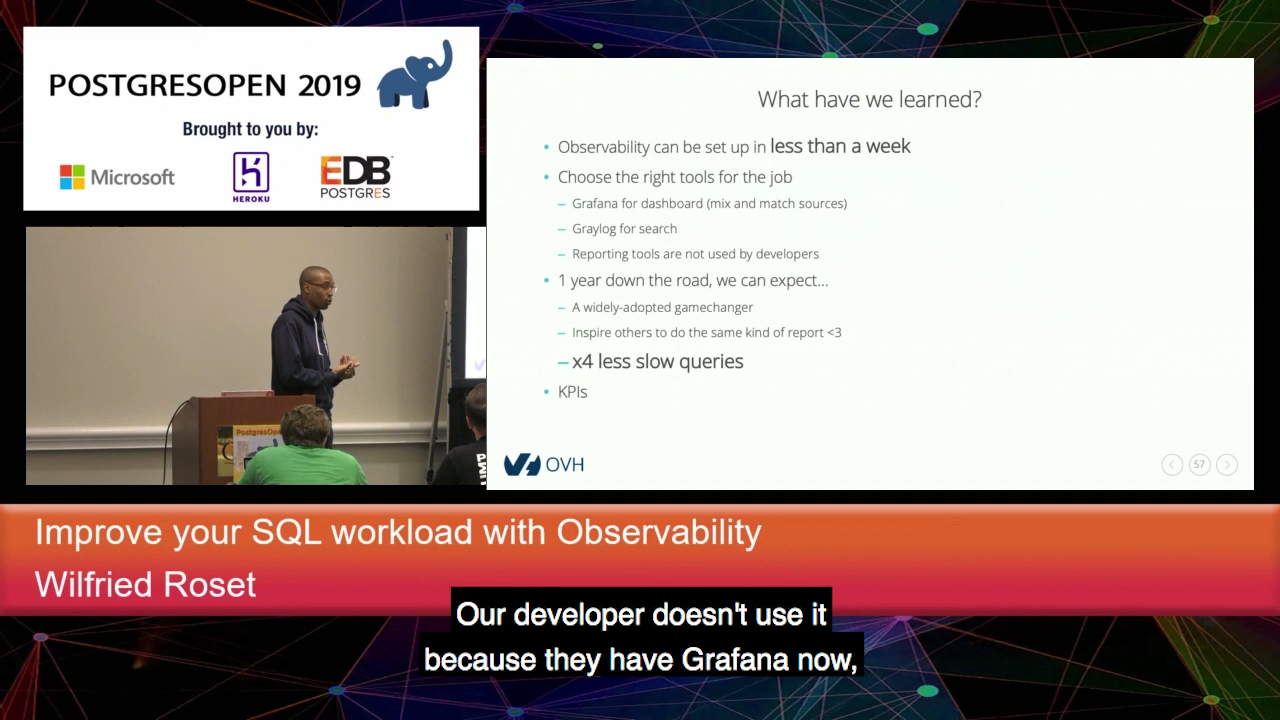 POSTGRESOPEN 2019
Brought to you by:
Microsoft
HEROKU
EDB
POSTGRES
What have we learned?
• Observability can be set up in less than a week
• Choose the right tools for the job
– Grafana for dashboard (mix and match sources)
– Graylog for search
– Reporting tools are not used by developers
• 1 year down the road, we can expect...
– A widely-adopted gamechanger
– Inspire others to do the same kind of report <3
– x4 less slow queries
• KPIs
OVH
57
PostgresOpe
Improve your SQL workload with Observability
Wilfried Roset
Our developer doesn't use it
because they have Grafana now,